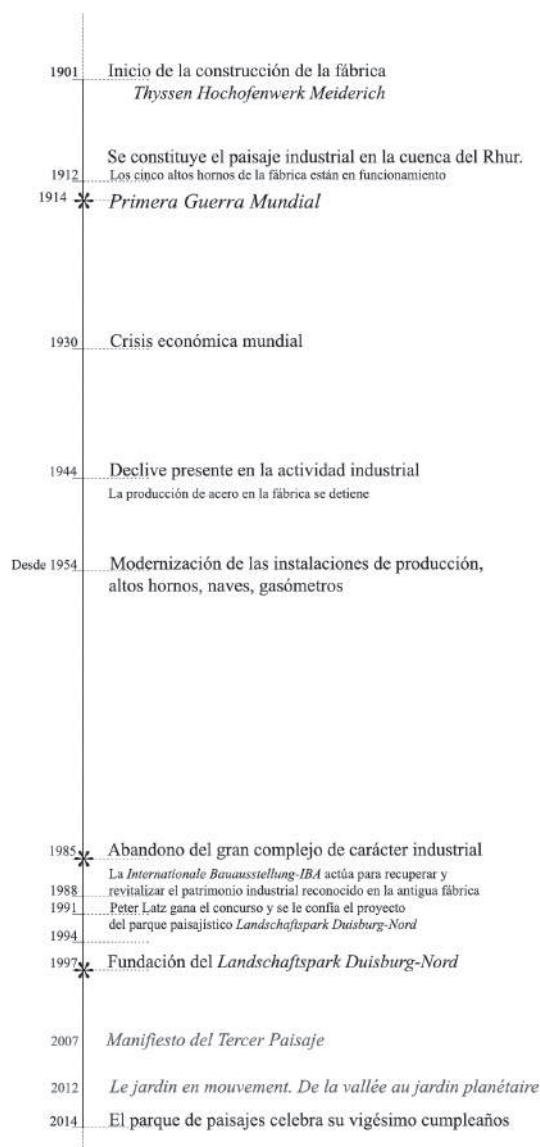 1901 Inicio de la construcción de la fábrica
Thyssen Hochofenwerk Meiderich
Se constituye el paisaje industrial en la cuenca del Rhur.
1912 Los cinco altos hornos de la fábrica están en funcionamiento
1914 Primera Guerra Mundial
1930 Crisis económica mundial
1944 Declive presente en la actividad industrial
La producción de acero en la fábrica se detiene
Desde 1954 Modernización de las instalaciones de producción,
altos hornos, naves, gasómetros
1985 Abandono del gran complejo de carácter industrial
La Internationale Bauausstellung-IBA actúa para recuperar y
1988 revitalizar el patrimonio industrial reconocido en la antigua fábrica
1991 Peter Latz gana el concurso y se le confía el proyecto
del parque paisajístico Landschaftspark Duisburg-Nord
1994
1997 Fundación del Landschaftspark Duisburg-Nord
2007 Manifiesto del Tercer Paisaje
2012 Le jardin en mouvement. De la vallée au jardin planétaire
2014 El parque de paisajes celebra su vigésimo cumpleaños